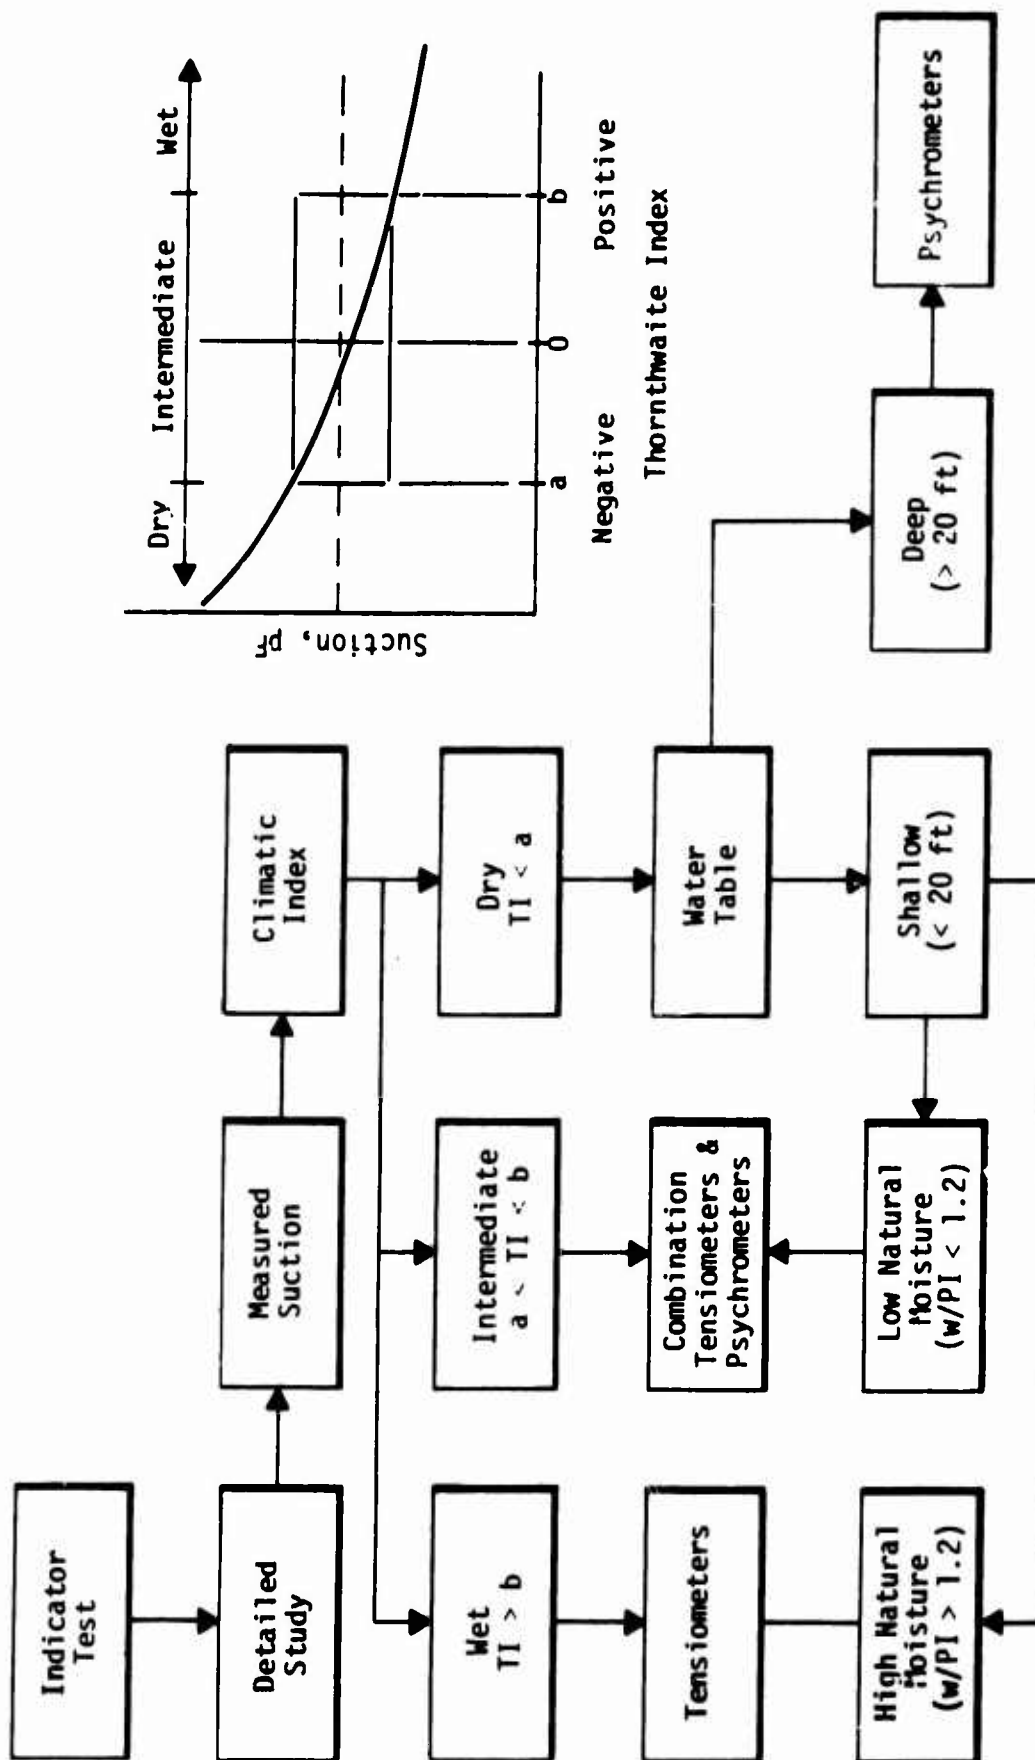 Indicator
Test
Detailed
Study
Measured
Suction
Climatic
Index
Wet
TI > b
Intermediate
a < TI < b
Dry
TI < a
Tensiometers
Combination
Tensiometers &
Psychrometers
Water
Table
High Natural
Moisture
(w/PI > 1.2)
Low Natural
Moisture
(w/PI < 1.2)
Shallow
(< 20 ft)
Deep
(> 20 ft)
Psychrometers
Dry
Intermediate
Wet
Suction, pF
a
0
b
Negative
Positive
Thornthwaite Index